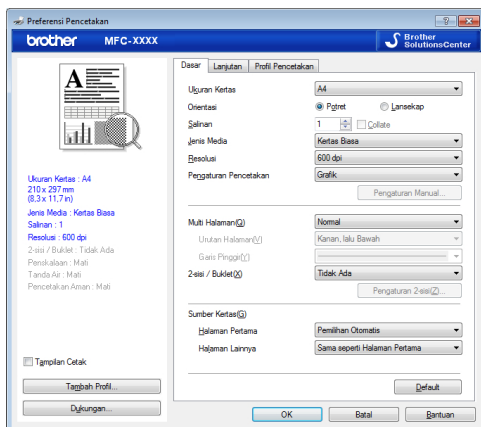 Preferensi Pencetakan
brother MFC-XXXX Brother SolutionsCenter
Dasar Lanjutan Profil Pencetakan
A
Ukuran Kertas : A4
210 x 297 mm
(8,3 x 11,7 in)
Jenis Media : Kertas Biasa
Salinan : 1
Resolusi : 600 dpi
2-sisi / Buklet : Tidak Ada
Penskalaan : Mati
Tanda Air : Mati
Pencetakan Aman : Mati
Tampilan Cetak
Tambah Profil...
Dukungan...
Ukuran Kertas A4
Orientasi Potret Lansekap
Salinan 1 Collate
Jenis Media Kertas Biasa
Resolusi 600 dpi
Pengaturan Pencetakan Grafik
Pengaturan Manual...
Multi Halaman(G) Normal
Urutan Halaman(V) Kanan, lalu Bawah
Garis Pinggir(Y)
2-sisi / Buklet(X) Tidak Ada
Pengaturan 2-sisi(Z)...
Sumber Kertas(G)
Halaman Pertama Pemilihan Otomatis
Halaman Lainnya Sama seperti Halaman Pertama
Default
OK Batal Bantuan